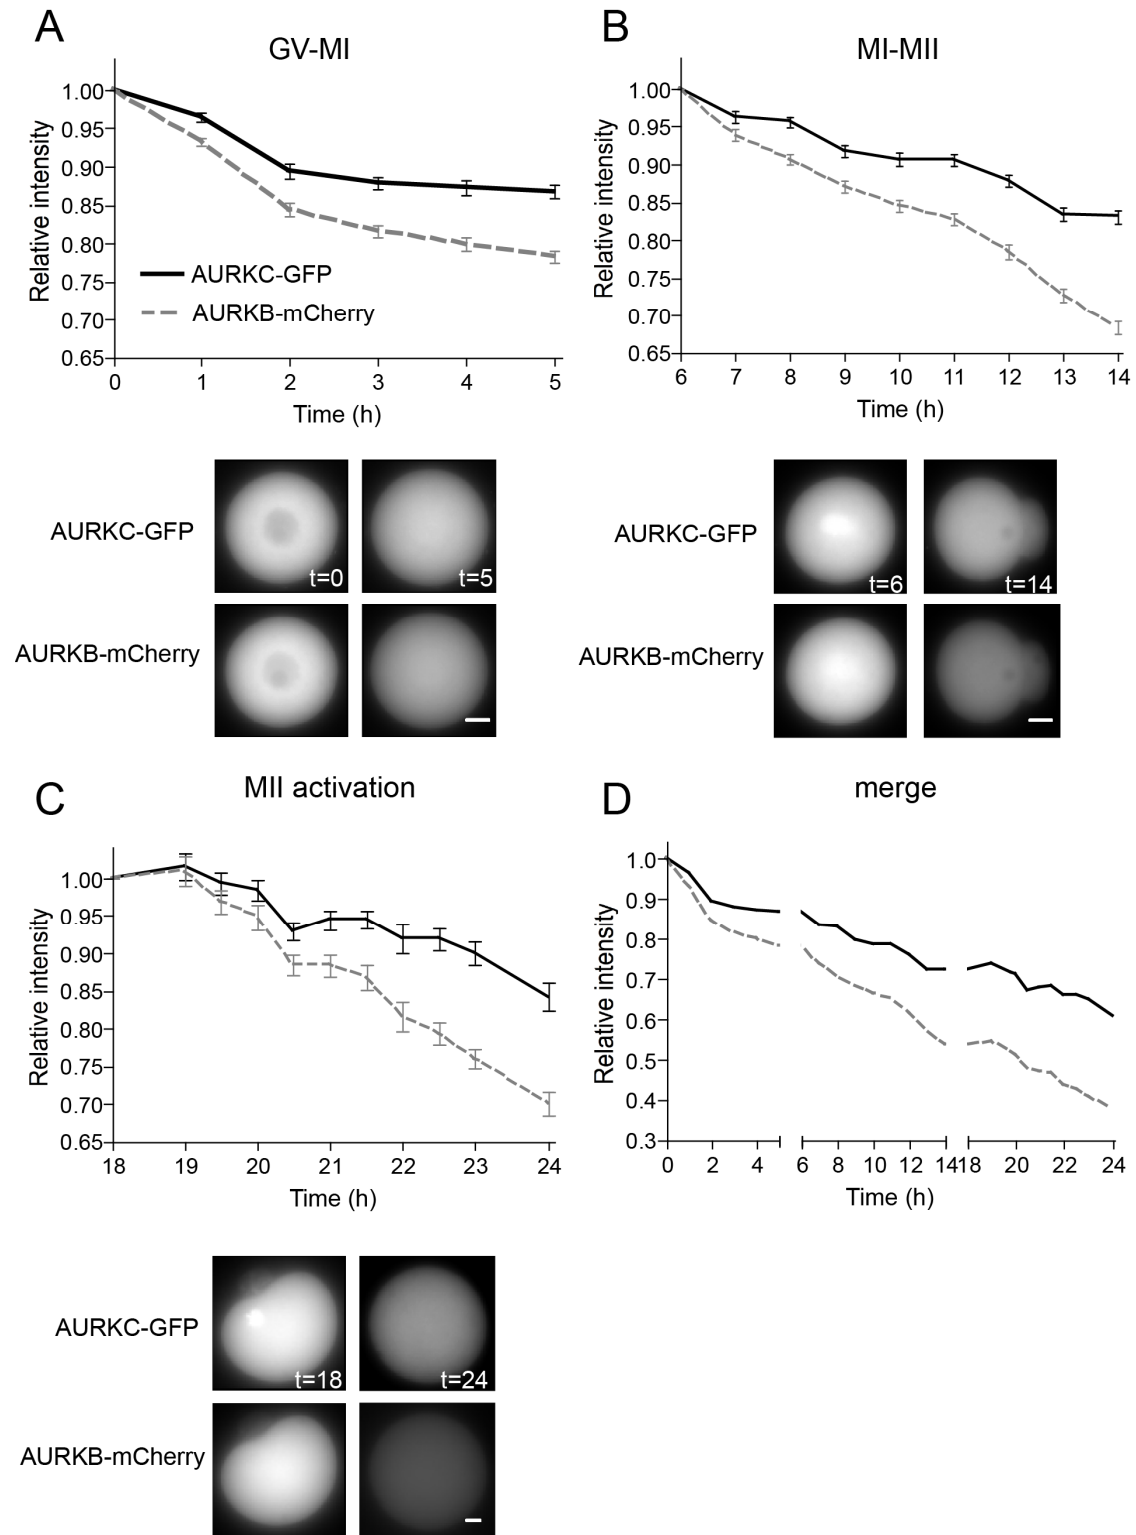 A
GV-MI
1.00
0.95
0.90
0.85
0.80
0.75
0.70
0.65
Relative intensity
AURKC-GFP
AURKB-mCherry
0 1 2 3 4 5
Time (h)
B
MI-MII
1.00
0.95
0.90
0.85
0.80
0.75
0.70
0.65
Relative intensity
6 7 8 9 10 11 12 13 14
Time (h)
AURKC-GFP
t=0
t=5
AURKB-mCherry
AURKC-GFP
t=6
t=14
AURKB-mCherry
C
MII activation
1.00
0.95
0.90
0.85
0.80
0.75
0.70
0.65
Relative intensity
18 19 20 21 22 23 24
Time (h)
D
merge
1.0
0.9
0.8
0.7
0.6
0.5
0.4
0.3
Relative intensity
0 2 4 6 8 10 12 14 18 20 22 24
Time (h)
AURKC-GFP
t=18
t=24
AURKB-mCherry